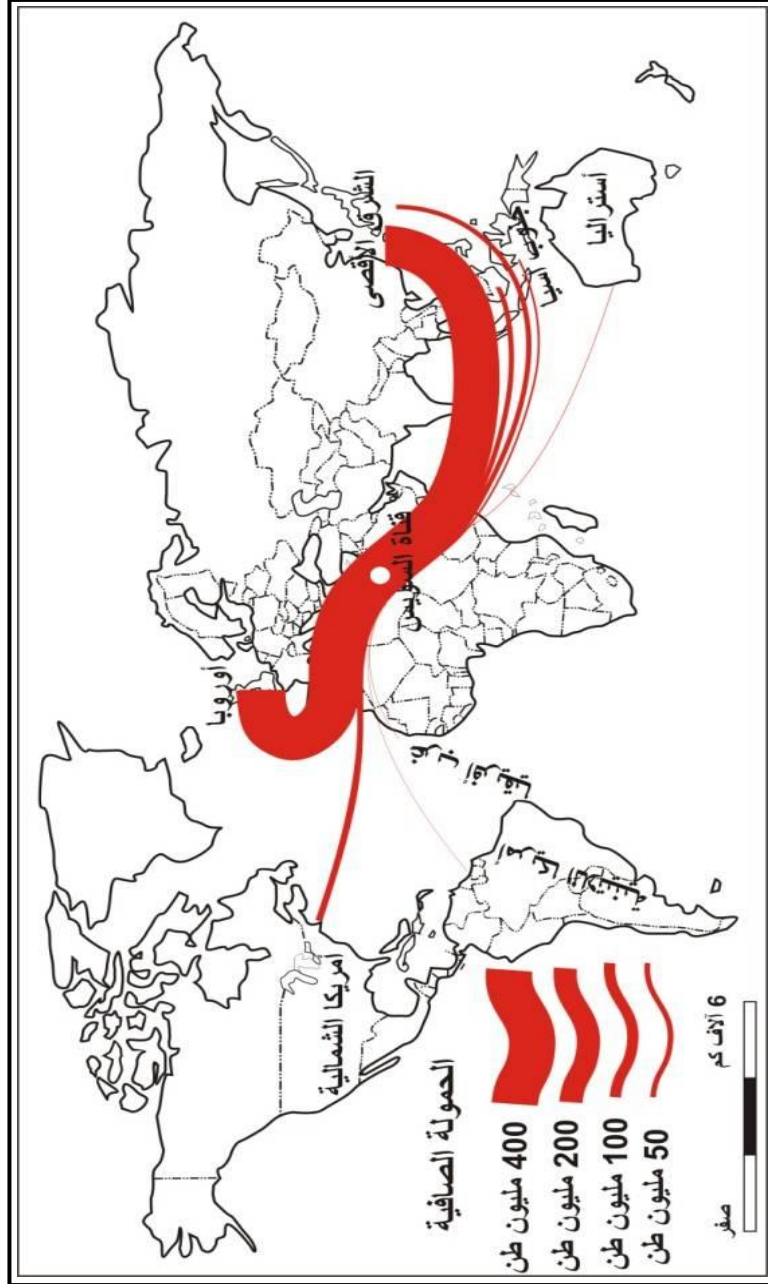 أوروبا
الشرق الأقصى
أمريكا الشمالية
قناة السويس
جنوب
آسيا
أستراليا
الحمولة الصافية
400 مليون طن
200 مليون طن
100 مليون طن
50 مليون طن
صفر
6 آلاف كم